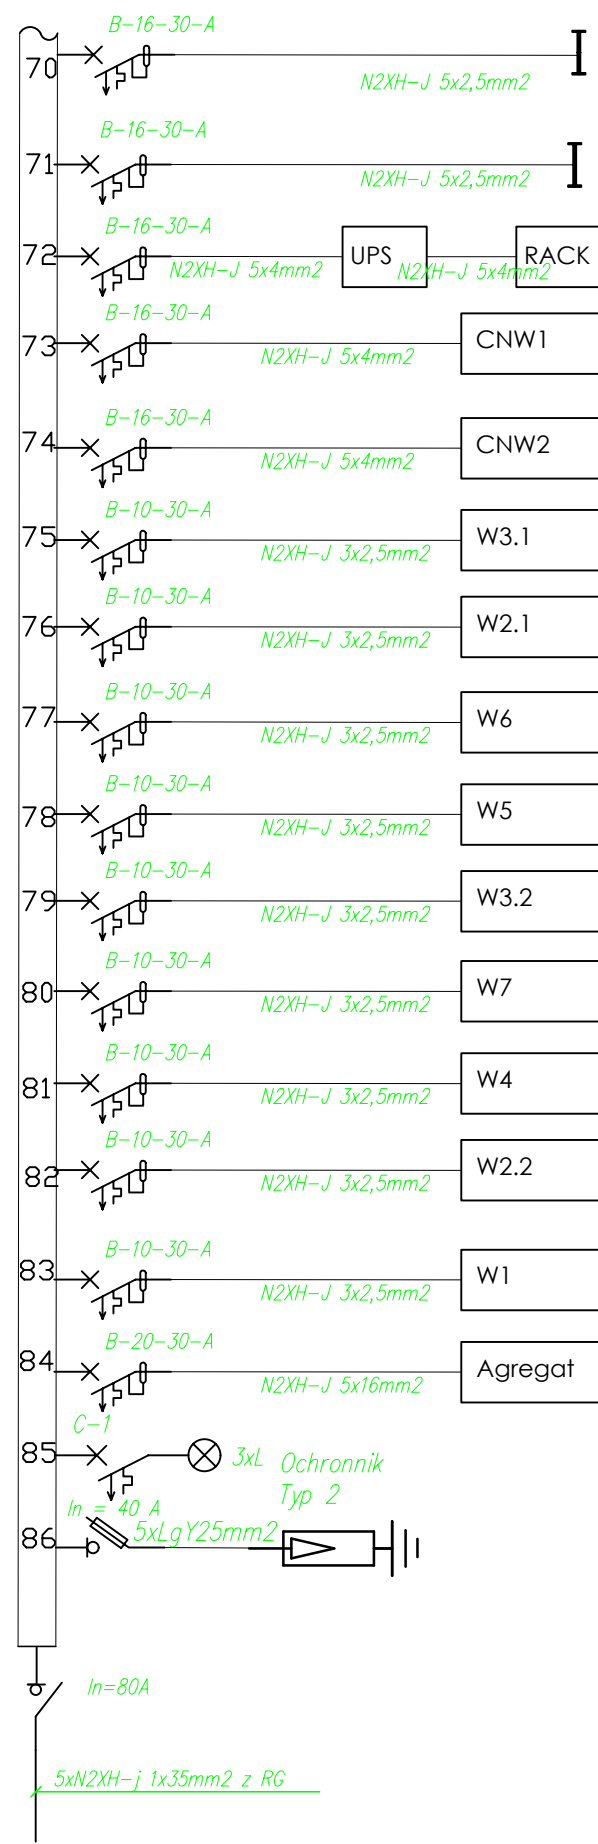 B-16-30-A
70
N2XH-J 5x2,5mm2
B-16-30-A
71
N2XH-J 5x2,5mm2
B-16-30-A
72
N2XH-J 5x4mm2
UPS
N2XH-J 5x4mm2
RACK
B-16-30-A
73
N2XH-J 5x4mm2
CNW1
B-16-30-A
74
N2XH-J 5x4mm2
CNW2
B-10-30-A
75
N2XH-J 3x2,5mm2
W3.1
B-10-30-A
76
N2XH-J 3x2,5mm2
W2.1
B-10-30-A
77
N2XH-J 3x2,5mm2
W6
B-10-30-A
78
N2XH-J 3x2,5mm2
W5
B-10-30-A
79
N2XH-J 3x2,5mm2
W3.2
B-10-30-A
80
N2XH-J 3x2,5mm2
W7
B-10-30-A
81
N2XH-J 3x2,5mm2
W4
B-10-30-A
82
N2XH-J 3x2,5mm2
W2.2
B-10-30-A
83
N2XH-J 3x2,5mm2
W1
B-20-30-A
84
N2XH-J 5x16mm2
Agregat
C-1
85
3xL
Ochronnik
Typ 2
In = 40 A
86
5xLgY25mm2
In=80A
5xN2XH-j 1x35mm2 z RG